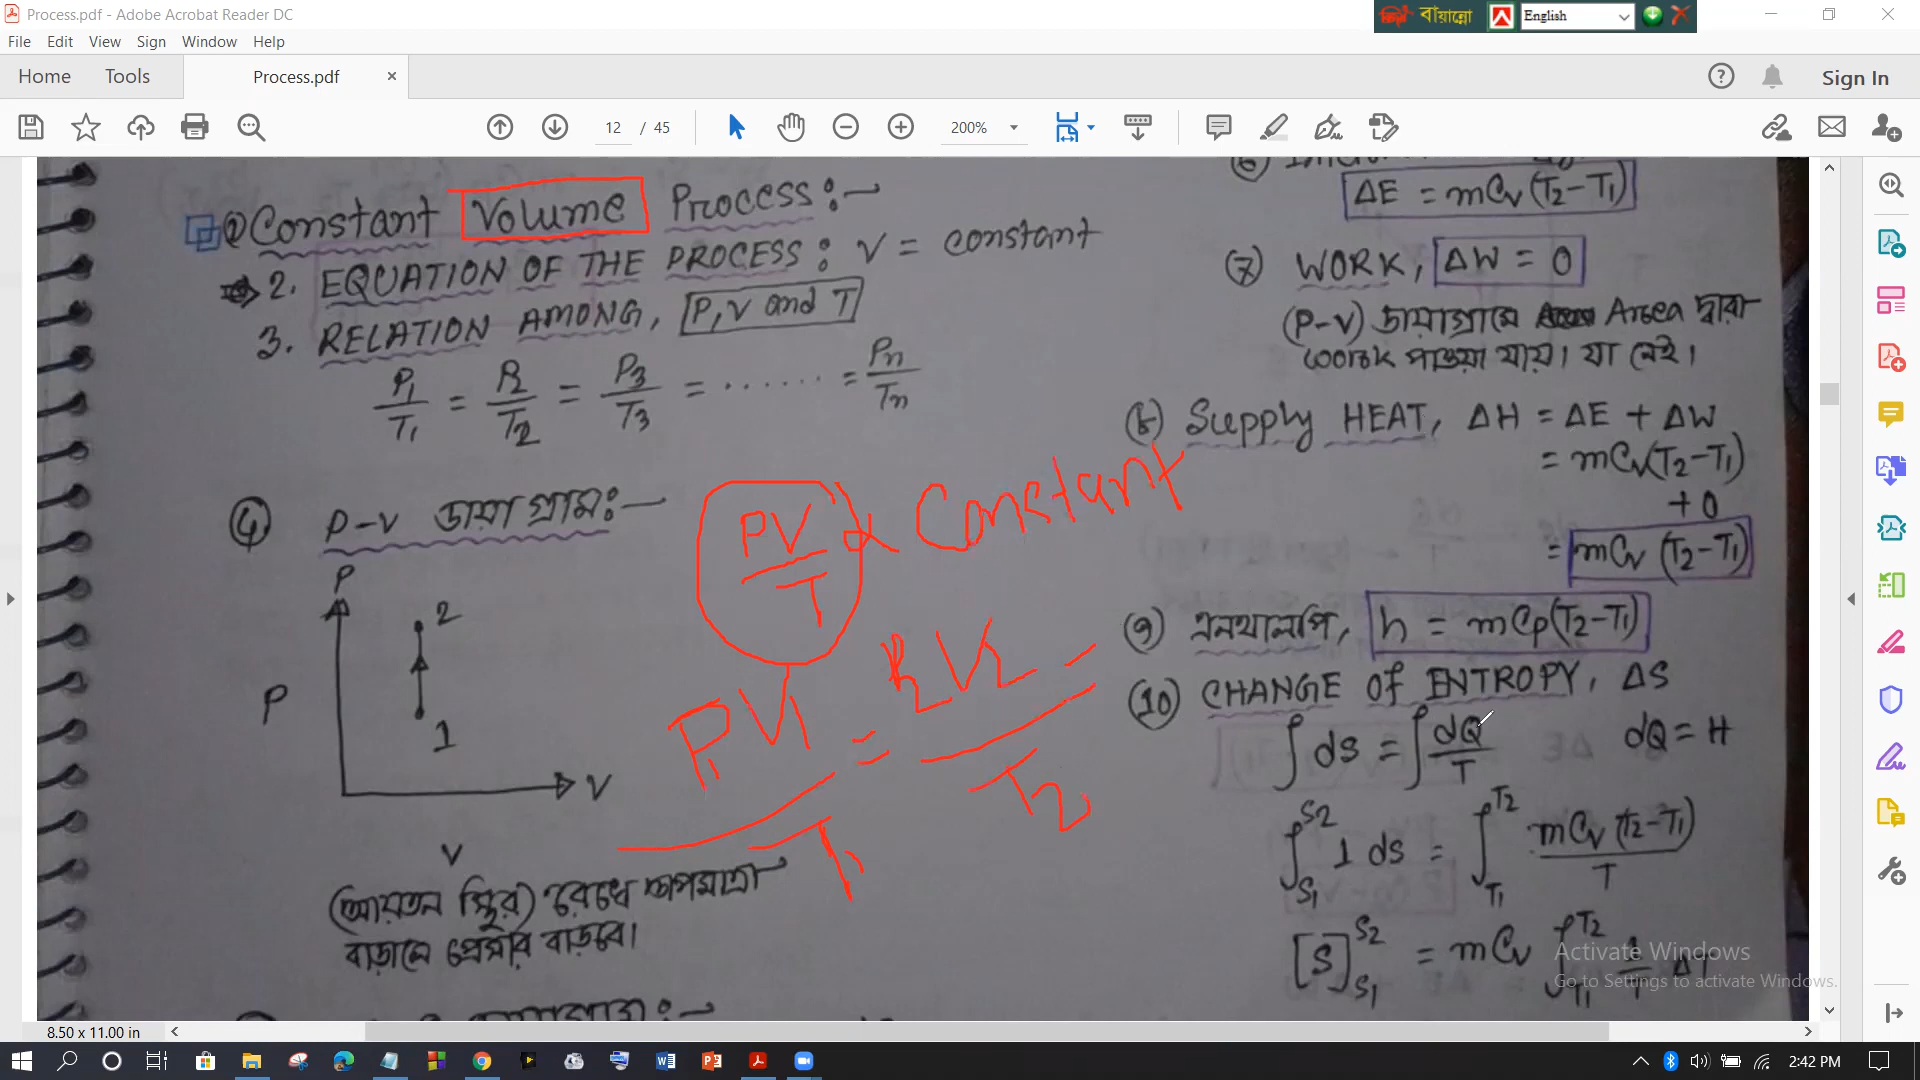 Process.pdf - Adobe Acrobat Reader DC
বায়ান্নো
English
File Edit View Sign Window Help
Home Tools Process.pdf
Sign In
12 / 45
200%
Constant Volume Process:-
2. EQUATION OF THE PROCESS: V = constant
3. RELATION AMONG, [P, V and T]
P1/T1 = P2/T2 = P3/T3 = ...... = Pn/Tn
④ P-V ডায়াগ্রাম:-
P
2
1
P
V
V
(আয়তন স্থির) রেখে তাপমাত্রা
বাড়ালে প্রেসার বাড়বে।
PV/T α Constant
P1V1/T1 = P2V2/T2 =
ΔE = mCv(T2-T1)
(7) WORK, ΔW = 0
(P-V) ডায়াগ্রামে Area দ্বারা
work পাওয়া যায়। যা নেই।
(8) Supply HEAT, ΔH = ΔE + ΔW
= mCv(T2-T1)
+ 0
= mCv (T2-T1)
(9) এনথালপি, h = mCp(T2-T1)
(10) CHANGE Of ENTROPY, ΔS
∫ds = ∫dQ/T dQ = H
∫S1 S2 1 ds = ∫T1 T2 mCv (T2-T1)/T
[S]S1 S2 = mCv ∫T1 T2 1/T
Activate Windows
Go to Settings to activate Windows.
8.50 x 11.00 in
2:42 PM